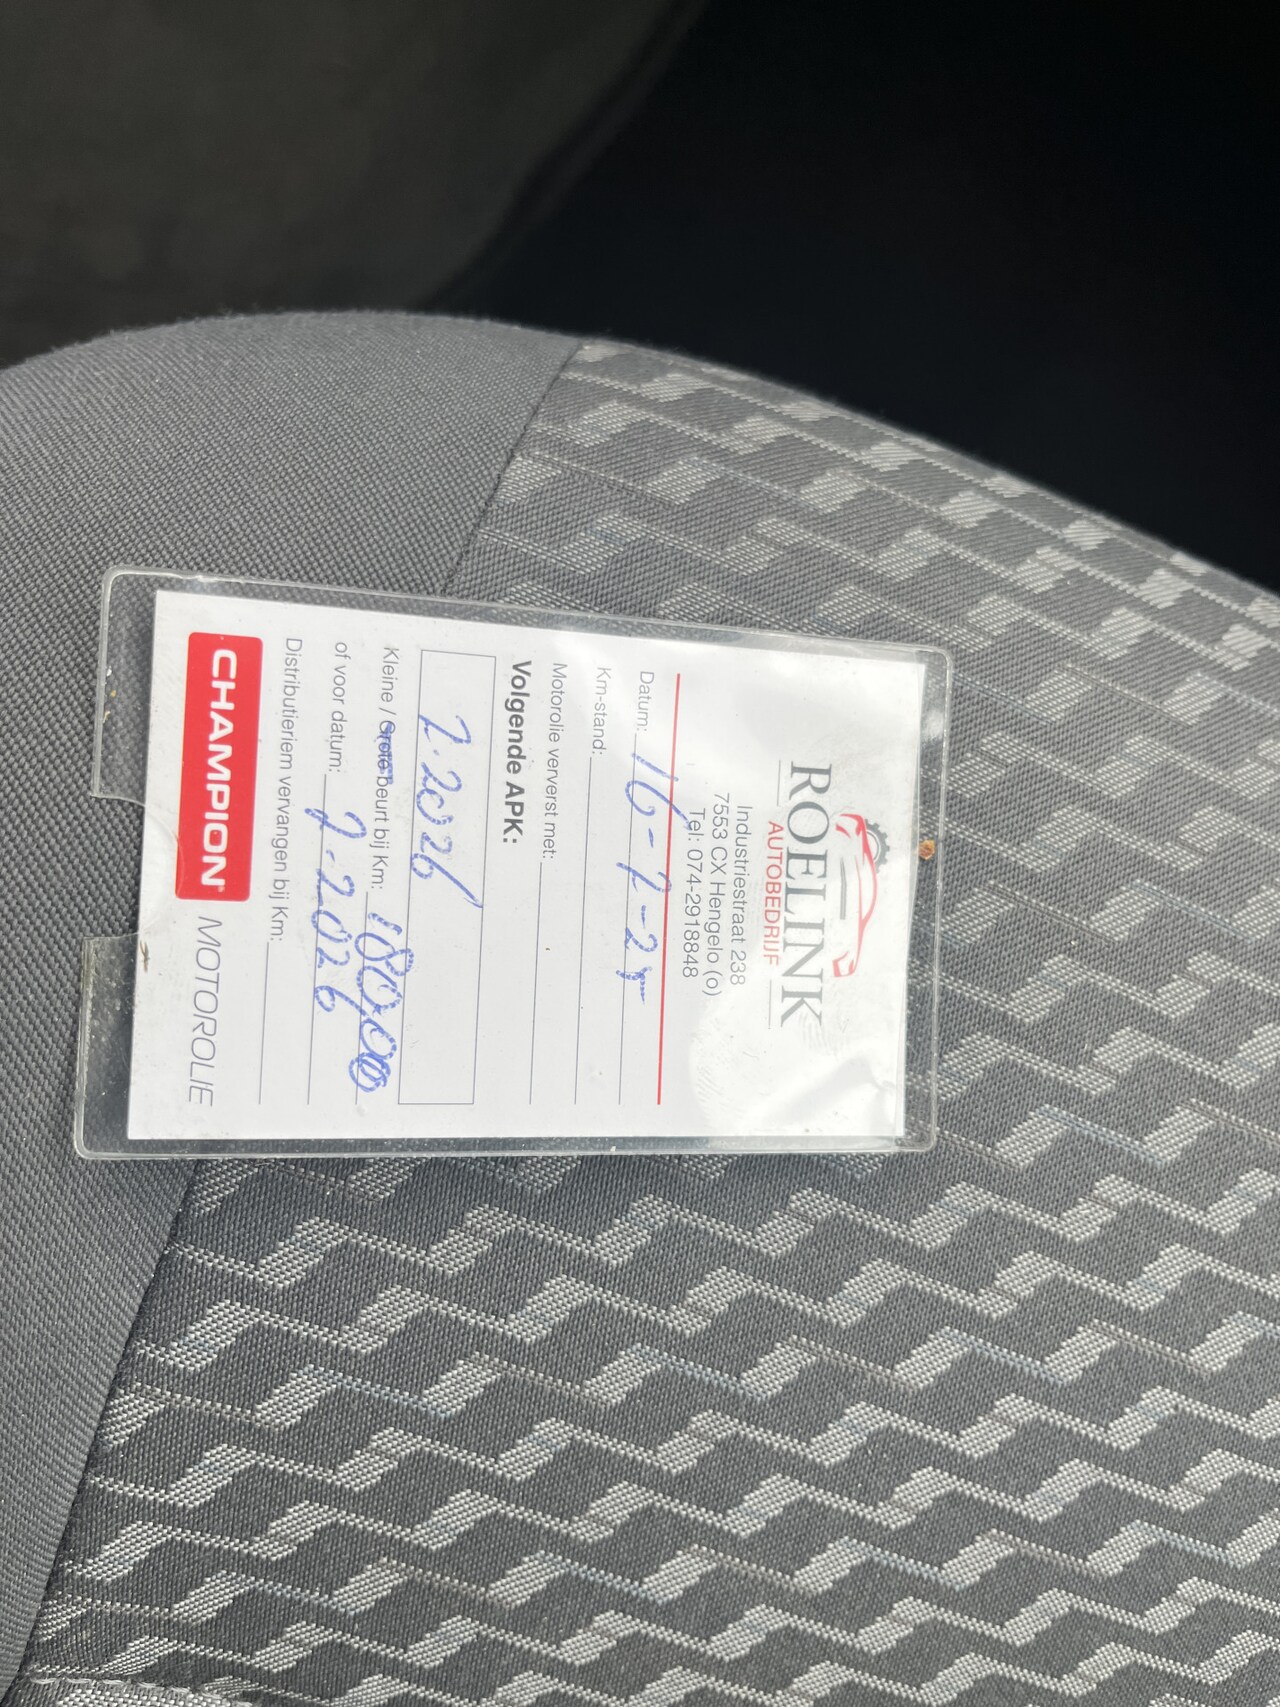 ROELINK
AUTOBEDRIJF
Industriestraat 238
7553 CX Hengelo (o)
Tel: 074-2918848
Datum: 16-7-25
Km-stand:
Motorolie ververst met:
Volgende APK:
7-2026
Kleine / Grote beurt bij Km: 180.000
of voor datum: 7-2026
Distributieriem vervangen bij Km:
CHAMPION® MOTOROLIE